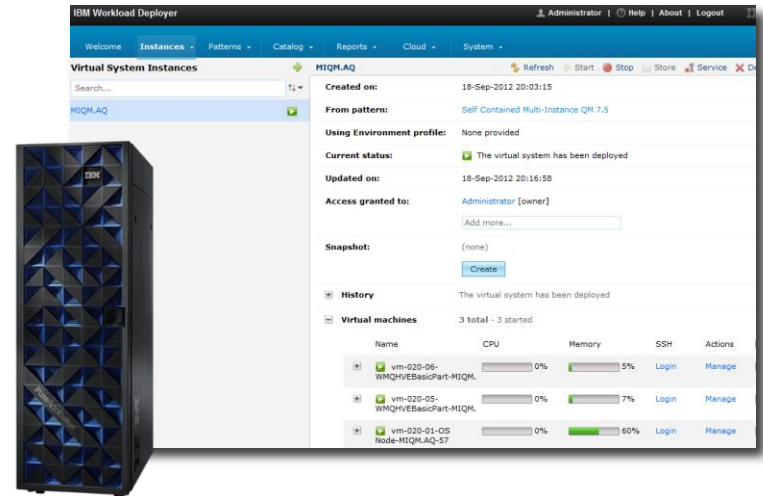 IBM Workload Deployer
Administrator | Help | About | Logout
Welcome Instances Patterns Catalog Reports Cloud System
Virtual System Instances
Search...
MIQM.AQ
MIQM.AQ
Refresh Start Stop Store Service
Created on: 18-Sep-2012 20:03:15
From pattern: Self Contained Multi-Instance QM 7.5
Using Environment profile: None provided
Current status: The virtual system has been deployed
Updated on: 18-Sep-2012 20:16:58
Access granted to: Administrator [owner]
Add more...
Snapshot: (none)
Create
History The virtual system has been deployed
Virtual machines 3 total - 3 started
Name CPU Memory SSH Actions
vm-020-06-
WMQHVEBasicPart-MIQM. 0% 5% Login Manage
vm-020-05-
WMQHVEBasicPart-MIQM. 0% 7% Login Manage
vm-020-01-OS
Node-MIQM.AQ-57 0% 60% Login Manage
IBM
PureApplication